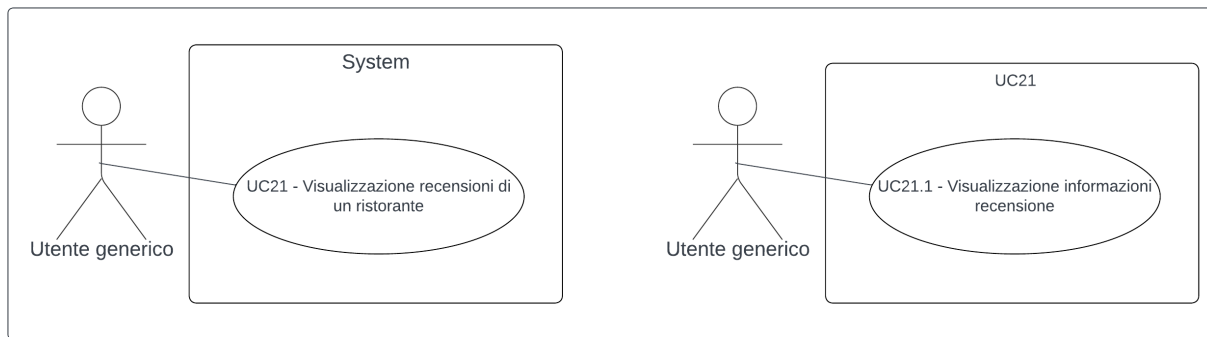 System
UC21 - Visualizzazione recensioni di
un ristorante
Utente generico
UC21
UC21.1 - Visualizzazione informazioni
recensione
Utente generico